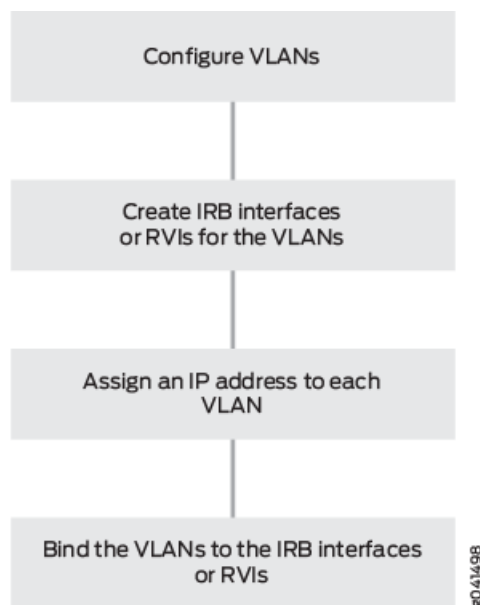 Configure VLANs
Create IRB interfaces
or RVIs for the VLANs
Assign an IP address to each
VLAN
Bind the VLANs to the IRB interfaces
or RVIs
g041498